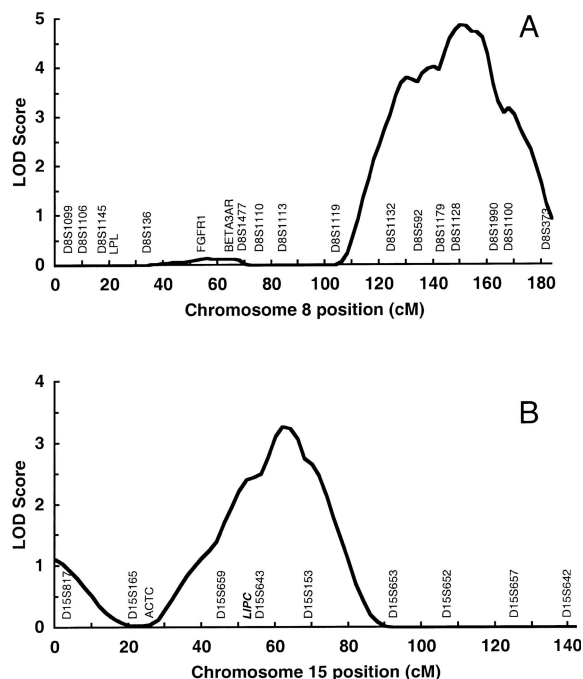 A
5
4
3
2
1
0
LOD Score
D8S1099
D8S1106
D8S1145
LPL
D8S136
FGFR1
BETA3AR
D8S1477
D8S1110
D8S1113
D8S1119
D8S1132
D8S592
D8S1179
D8S1128
D8S1990
D8S1100
D8S373
0 20 40 60 80 100 120 140 160 180
Chromosome 8 position (cM)
B
4
3
2
1
0
LOD Score
D15S817
D15S165
ACTC
D15S659
LIPC
D15S643
D15S153
D15S653
D15S652
D15S657
D15S642
0 20 40 60 80 100 120 140
Chromosome 15 position (cM)